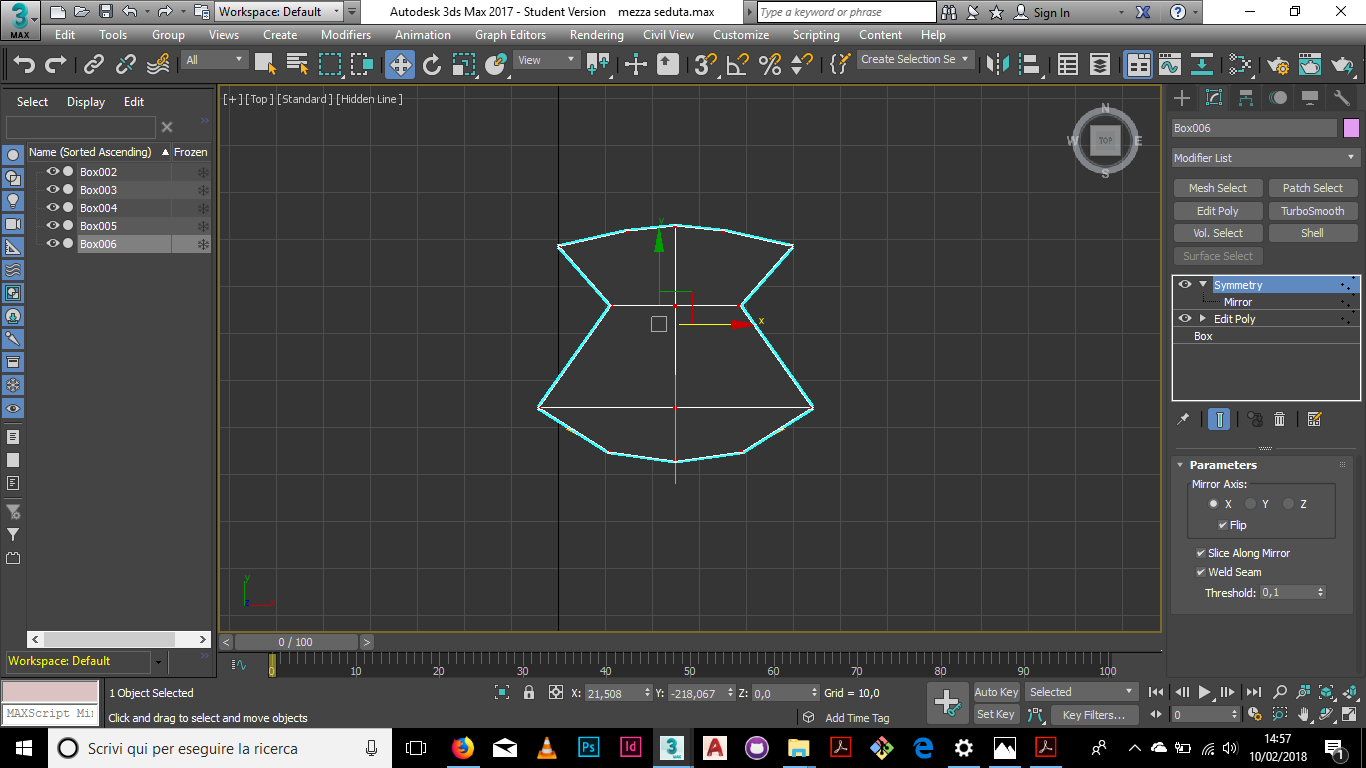 Workspace: Default
Autodesk 3ds Max 2017 - Student Version mezza seduta.max
Type a keyword or phrase
Sign In
MAX
Edit Tools Group Views Create Modifiers Animation Graph Editors Rendering Civil View Customize Scripting Content Help
All
View
Create Selection Se
Select Display Edit
Name (Sorted Ascending) Frozen
Box002
Box003
Box004
Box005
Box006
Workspace: Default
[+] [Top] [Standard] [Hidden Line]
N
W TOP E
S
y
x
y
z x
Box006
Modifier List
Mesh Select Patch Select
Edit Poly TurboSmooth
Vol. Select Shell
Surface Select
Symmetry
Mirror
Edit Poly
Box
Parameters
Mirror Axis:
X Y Z
Flip
Slice Along Mirror
Weld Seam
Threshold: 0,1
< 0 / 100 >
0 10 20 30 40 50 60 70 80 90 100
1 Object Selected
X: 21,508 Y: -218,067 Z: 0,0 Grid = 10,0
Auto Key Selected
MAXScript Mi
Click and drag to select and move objects
Add Time Tag
Set Key Key Filters...
0
Scrivi qui per eseguire la ricerca
Ps Id 3 MAX A
14:57
10/02/2018
1